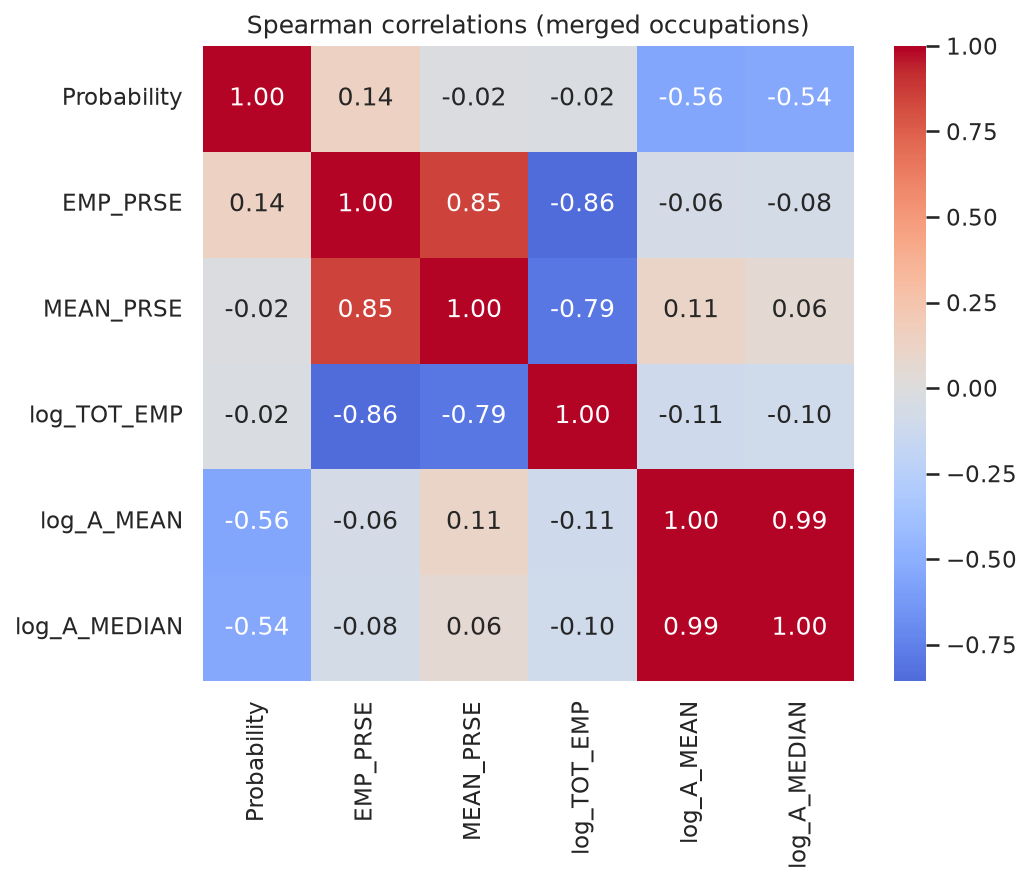 Spearman correlations (merged occupations)
Probability 1.00 0.14 -0.02 -0.02 -0.56 -0.54
EMP_PRSE 0.14 1.00 0.85 -0.86 -0.06 -0.08
MEAN_PRSE -0.02 0.85 1.00 -0.79 0.11 0.06
log_TOT_EMP -0.02 -0.86 -0.79 1.00 -0.11 -0.10
log_A_MEAN -0.56 -0.06 0.11 -0.11 1.00 0.99
log_A_MEDIAN -0.54 -0.08 0.06 -0.10 0.99 1.00
Probability
EMP_PRSE
MEAN_PRSE
log_TOT_EMP
log_A_MEAN
log_A_MEDIAN
1.00
0.75
0.50
0.25
0.00
−0.25
−0.50
−0.75